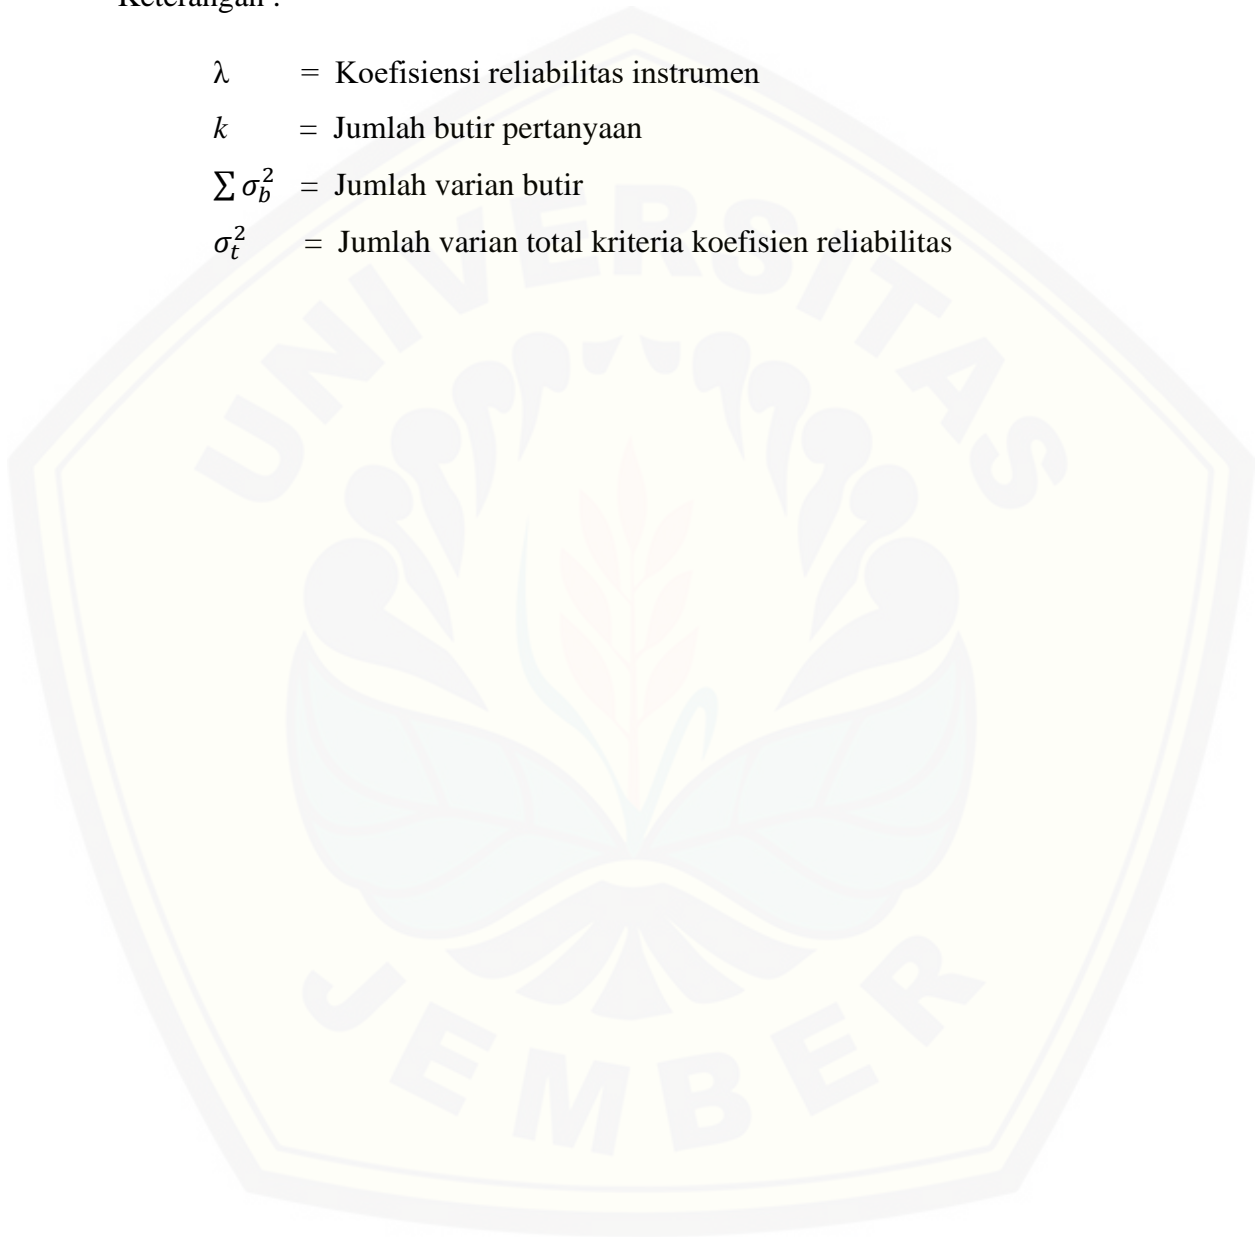 Keterangan :
λ = Koefisiensi reliabilitas instrumen
k = Jumlah butir pertanyaan
∑ σ_b^2 = Jumlah varian butir
σ_t^2 = Jumlah varian total kriteria koefisien reliabilitas
UNIVERSITAS
JEMBER